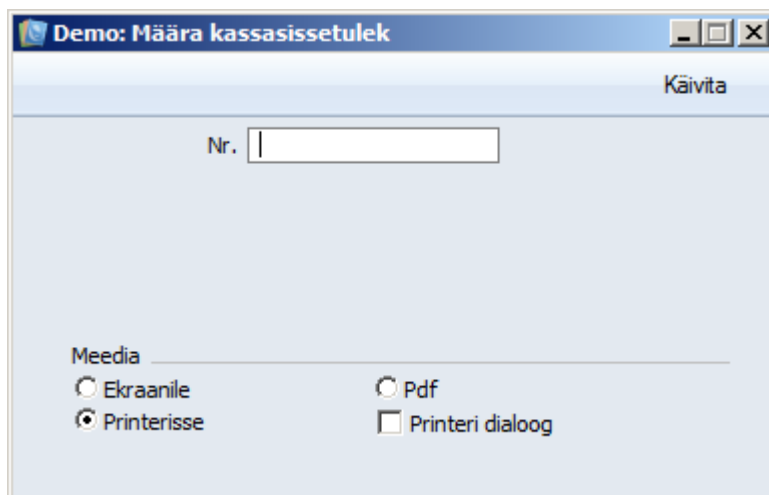 Demo: Määra kassasissetulek
Käivita
Nr.
Meedia
Ekraanile
Pdf
Printerisse
Printeri dialoog